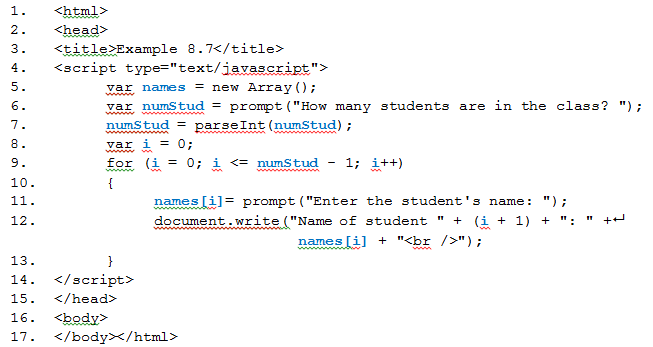 1. <html>
2. <head>
3. <title>Example 8.7</title>
4. <script type="text/javascript">
5. var names = new Array();
6. var numStud = prompt("How many students are in the class? ");
7. numStud = parseInt(numStud);
8. var i = 0;
9. for (i = 0; i <= numStud - 1; i++)
10. {
11. names[i]= prompt("Enter the student's name: ");
12. document.write("Name of student " + (i + 1) + ": " +↵
names[i] + "<br />");
13. }
14. </script>
15. </head>
16. <body>
17. </body></html>